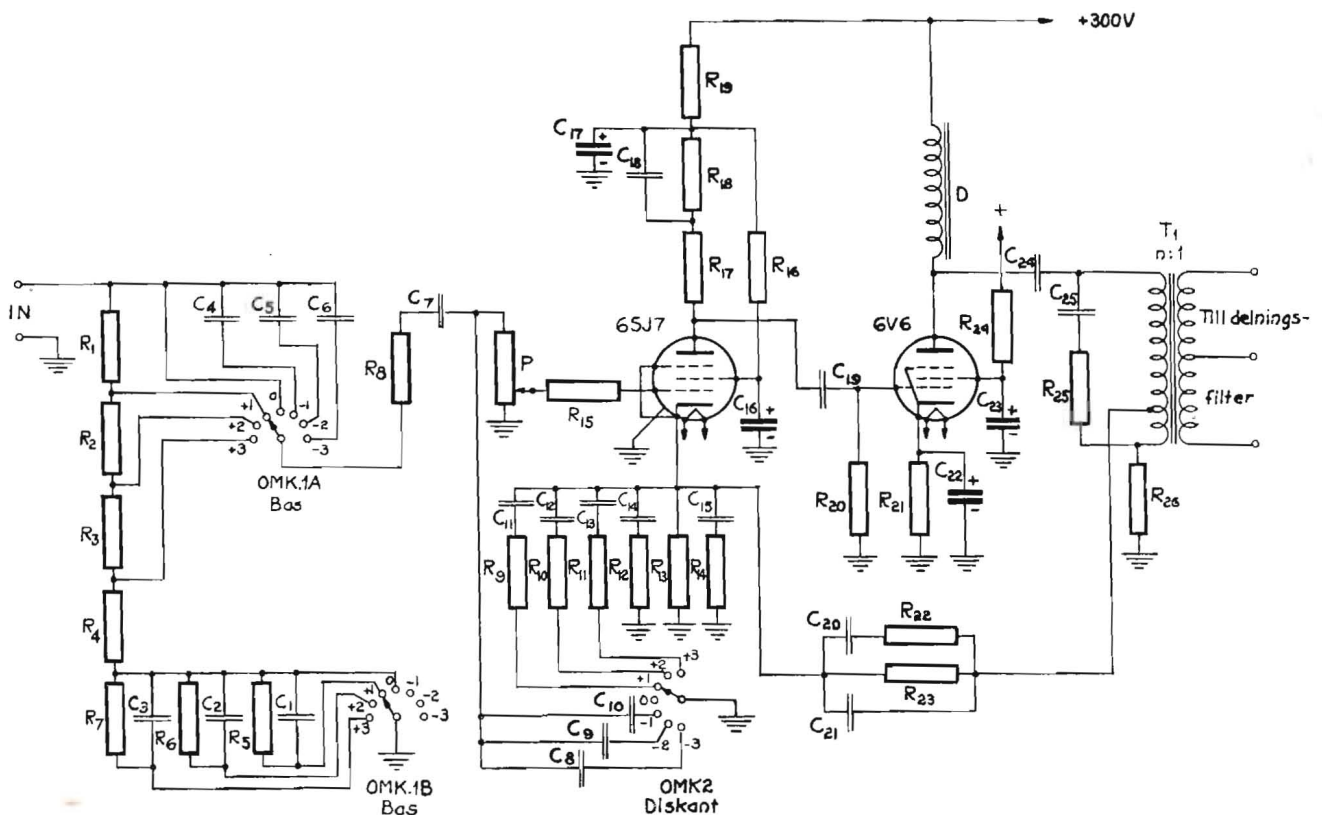 +300V
R19
C17
+
-
C18
R18
R17
R16
D
+
T1
n:1
C24
C25
R24
R25
Till delnings-
filter
IN
R1
C4
C5
C6
C7
R8
P
6SJ7
6V6
R15
C16
+
-
C19
C23
+
-
R2
+1
0
-1
+2
-2
+3
-3
OMK.1A
Bas
R3
R20
R21
C22
+
-
R26
C11
C12
C13
C14
C15
R9
R10
R11
R12
R13
R14
R4
C20
R22
R23
C21
R7
C3
R6
C2
R5
C1
+1
0
-1
+2
-2
+3
-3
OMK.1B
Bas
+3
+2
+1
0
-1
-2
-3
C10
C9
C8
OMK2
Diskant